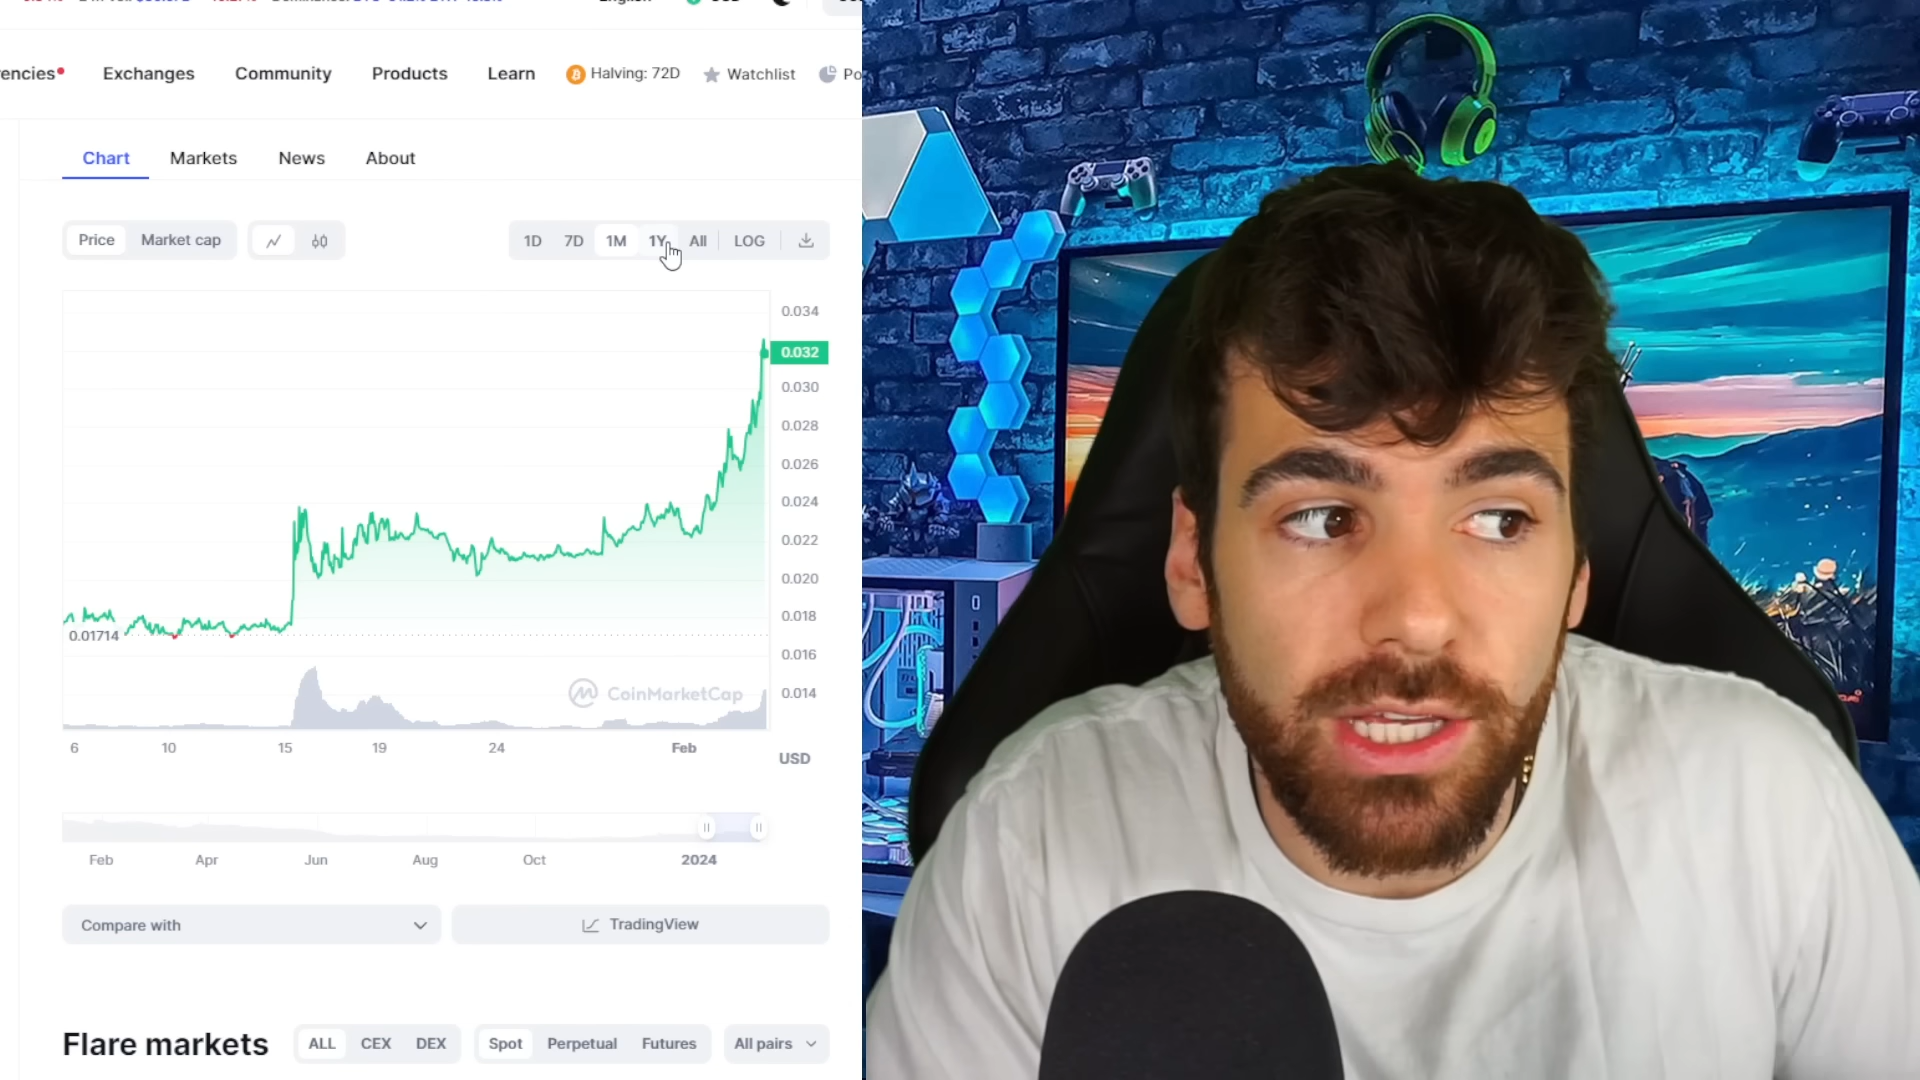 Exchanges Community Products Learn Halving: 72D Watchlist
Chart Markets News About
Price Market cap 1D 7D 1M 1Y All LOG
0.034
0.032
0.030
0.028
0.026
0.024
0.022
0.020
0.018
0.01714
0.016
CoinMarketCap
0.014
6 10 15 19 24 Feb
USD
Feb Apr Jun Aug Oct 2024
Compare with TradingView
Flare markets ALL CEX DEX Spot Perpetual Futures All pairs